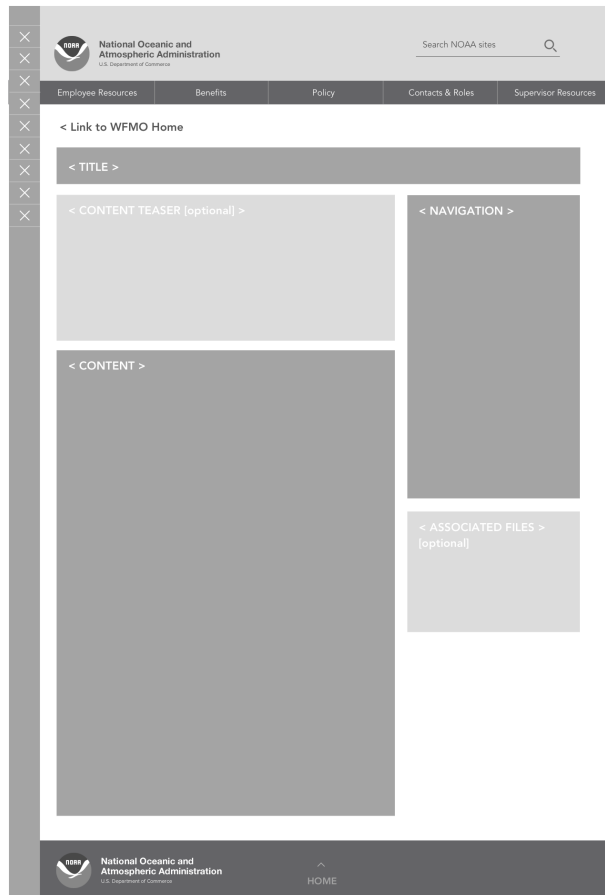 NOAA
National Oceanic and
Atmospheric Administration
U.S. Department of Commerce
Search NOAA sites
Employee Resources Benefits Policy Contacts & Roles Supervisor Resources
< Link to WFMO Home
< TITLE >
< CONTENT TEASER [optional] >
< NAVIGATION >
< CONTENT >
< ASSOCIATED FILES >
[optional]
NOAA
National Oceanic and
Atmospheric Administration
U.S. Department of Commerce
HOME